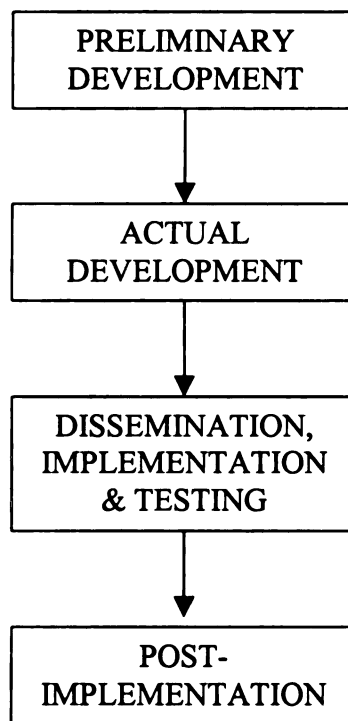 PRELIMINARY
DEVELOPMENT
ACTUAL
DEVELOPMENT
DISSEMINATION,
IMPLEMENTATION
& TESTING
POST-
IMPLEMENTATION